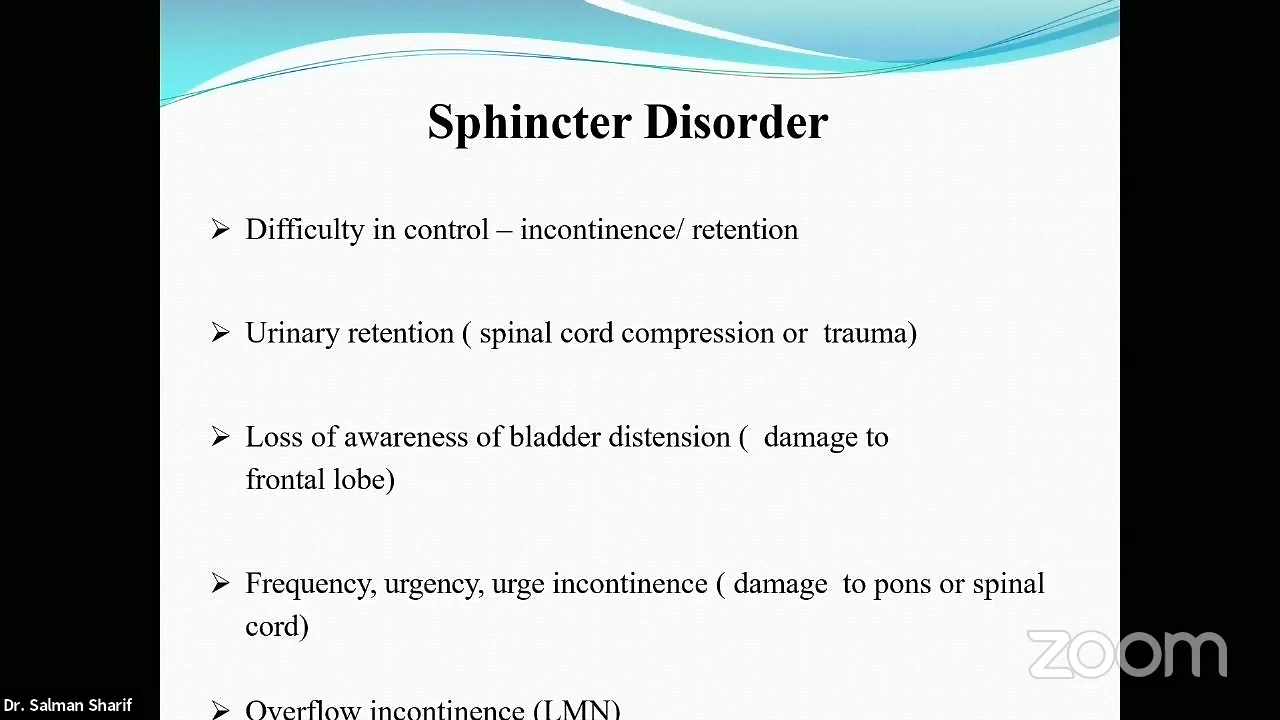 Sphincter Disorder
➢ Difficulty in control – incontinence/ retention
➢ Urinary retention ( spinal cord compression or  trauma)
➢ Loss of awareness of bladder distension (  damage to
frontal lobe)
➢ Frequency, urgency, urge incontinence ( damage  to pons or spinal
cord)
➢ Overflow incontinence (LMN)
zoom
Dr. Salman Sharif